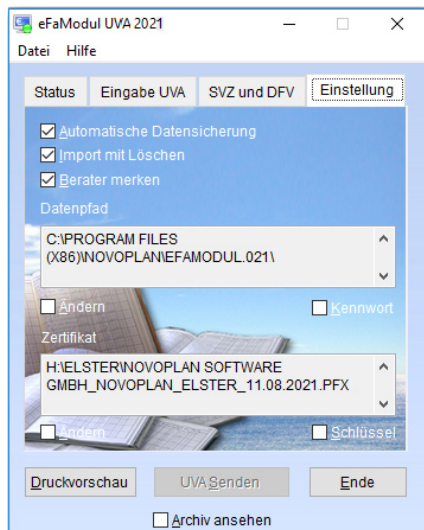 eFaModul UVA 2021
Datei Hilfe
Status Eingabe UVA SVZ und DFV Einstellung
Automatische Datensicherung
Import mit Löschen
Berater merken
Datenpfad
C:\PROGRAM FILES
(X86)\NOVOPLAN\EFAMODUL.021\
Ändern Kennwort
Zertifikat
H:\ELSTER\NOVOPLAN SOFTWARE
GMBH_NOVOPLAN_ELSTER_11.08.2021.PFX
Ändern Schlüssel
Druckvorschau UVA Senden Ende
Archiv ansehen